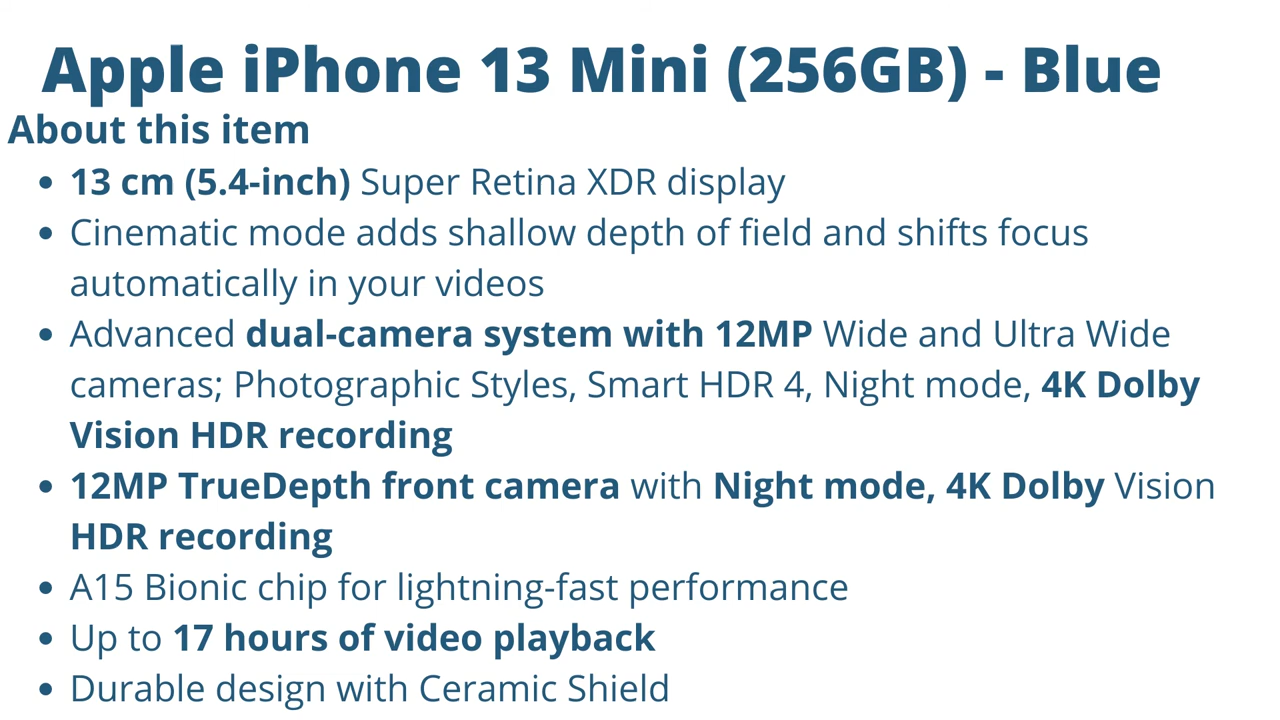 Apple iPhone 13 Mini (256GB) - Blue
About this item
• 13 cm (5.4-inch) Super Retina XDR display
• Cinematic mode adds shallow depth of field and shifts focus
automatically in your videos
• Advanced dual-camera system with 12MP Wide and Ultra Wide
cameras; Photographic Styles, Smart HDR 4, Night mode, 4K Dolby
Vision HDR recording
• 12MP TrueDepth front camera with Night mode, 4K Dolby Vision
HDR recording
• A15 Bionic chip for lightning-fast performance
• Up to 17 hours of video playback
• Durable design with Ceramic Shield